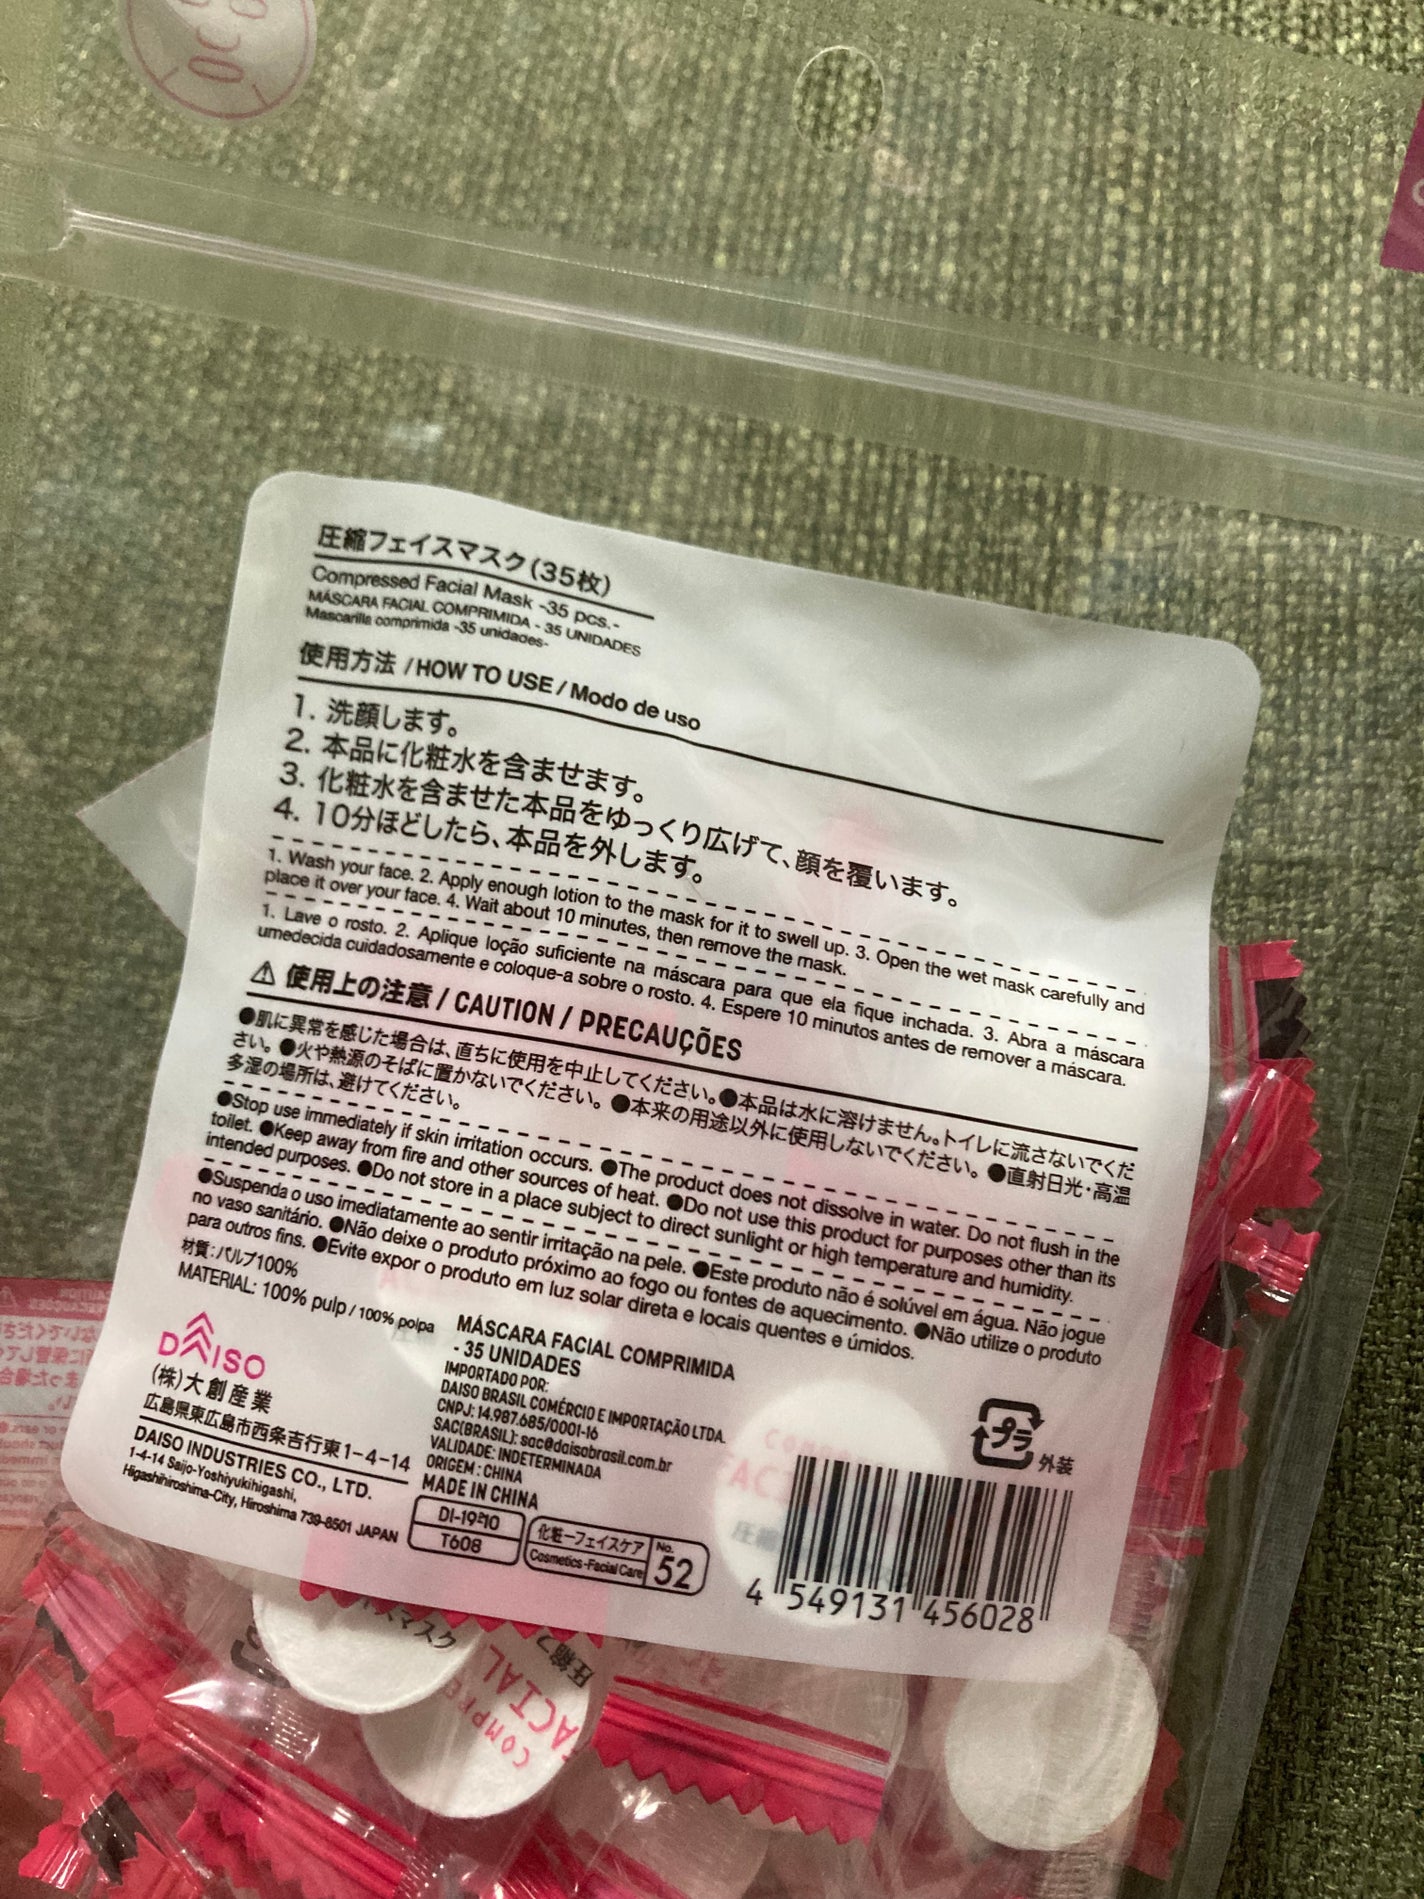 圧縮フェイスマスク(35枚)
Compressed Facial Mask -35 pcs.-
MÁSCARA FACIAL COMPRIMIDA - 35 UNIDADES
Mascarilla comprimida -35 unidades-
使用方法 / HOW TO USE / Modo de uso
1. 洗顔します。
2. 本品に化粧水を含ませます。
3. 化粧水を含ませた本品をゆっくり広げて、顔を覆います。
4. 10分ほどしたら、本品を外します。
1. Wash your face. 2. Apply enough lotion to the mask for it to swell up. 3. Open the wet mask carefully and
place it over your face. 4. Wait about 10 minutes, then remove the mask.
1. Lave o rosto. 2. Aplique loção suficiente na máscara para que ela fique inchada. 3. Abra a máscara
umedecida cuidadosamente e coloque-a sobre o rosto. 4. Espere 10 minutos antes de remover a máscara.
⚠ 使用上の注意 / CAUTION / PRECAUÇÕES
●肌に異常を感じた場合は、直ちに使用を中止してください。●本品は水に溶けません。トイレに流さないでくだ
さい。●火や熱源のそばに置かないでください。●本来の用途以外に使用しないでください。●直射日光・高温
多湿の場所は、避けてください。
●Stop use immediately if skin irritation occurs. ●The product does not dissolve in water. Do not flush in the
toilet. ●Keep away from fire and other sources of heat. ●Do not use this product for purposes other than its
intended purposes. ●Do not store in a place subject to direct sunlight or high temperature and humidity.
●Suspenda o uso imediatamente ao sentir irritação na pele. ●Este produto não é solúvel em água. Não jogue
no vaso sanitário. ●Não deixe o produto próximo ao fogo ou fontes de aquecimento. ●Não utilize o produto
para outros fins. ●Evite expor o produto em luz solar direta e locais quentes e úmidos.
材質:パルプ100%
MATERIAL: 100% pulp / 100% polpa
DAISO
(株)大創産業
広島県東広島市西条吉行東1-4-14
DAISO INDUSTRIES CO., LTD.
1-4-14 Saijo-Yoshiyukihigashi,
Higashihiroshima-City, Hiroshima 739-8501 JAPAN
MÁSCARA FACIAL COMPRIMIDA
- 35 UNIDADES
IMPORTADO POR:
DAISO BRASIL COMÉRCIO E IMPORTAÇÃO LTDA.
CNPJ: 14.987.685/0001-16
SAC(BRASIL): sac@daisobrasil.com.br
VALIDADE: INDETERMINADA
ORIGEM : CHINA
MADE IN CHINA
T608
化粧-フェイスケア
Cosmetics-Facial Care
No.
52
プラ
外装
4 549131 456028
スマスク
COMPRE
ACIAL
圧縮フ